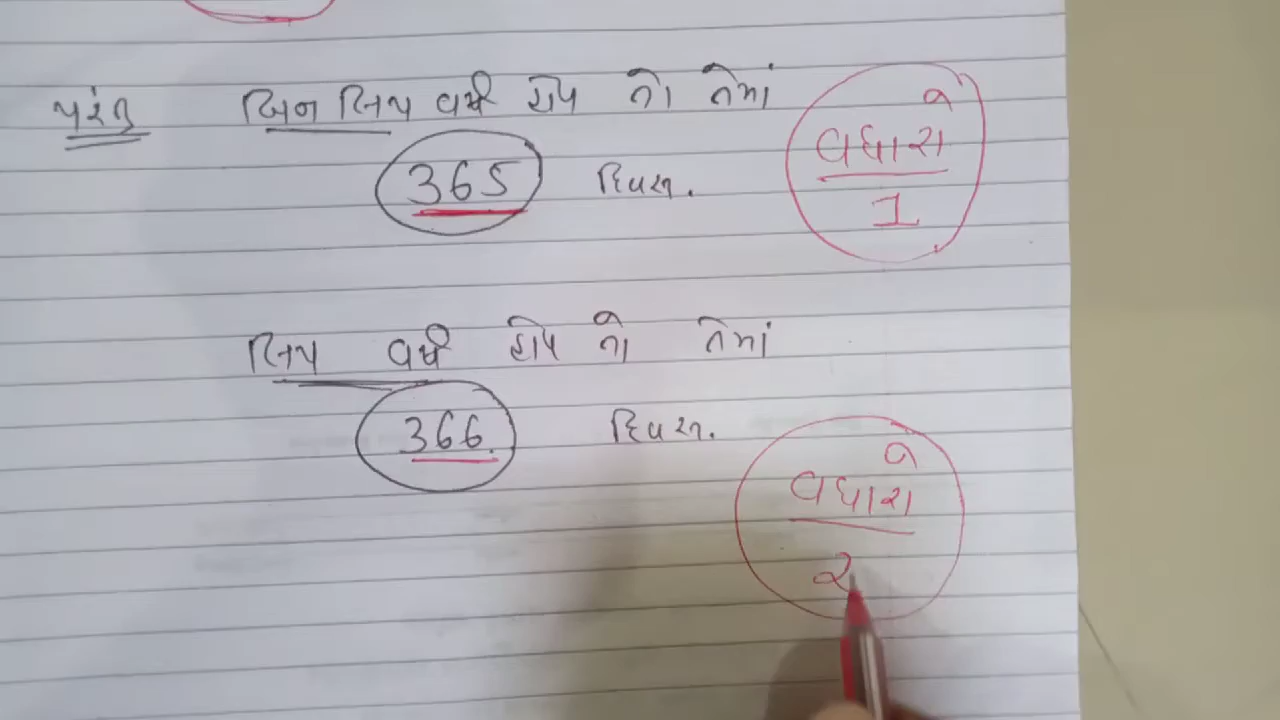 પરંતુ બિન લિપ વર્ષ હોય તો તેમાં
365 દિવસ.
વધારો
1
લિપ વર્ષ હોય તો તેમાં
366 દિવસ.
વધારો
2